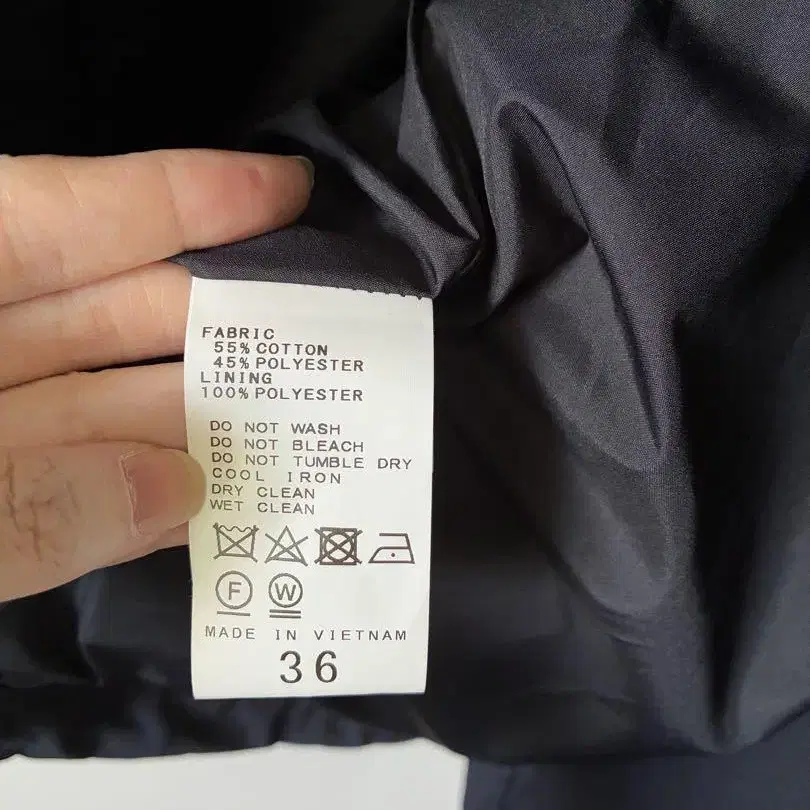 FABRIC
55% COTTON
45% POLYESTER
LINING
100% POLYESTER
DO NOT WASH
DO NOT BLEACH
DO NOT TUMBLE DRY
COOL IRON
DRY CLEAN
WET CLEAN
F W
MADE IN VIETNAM
36